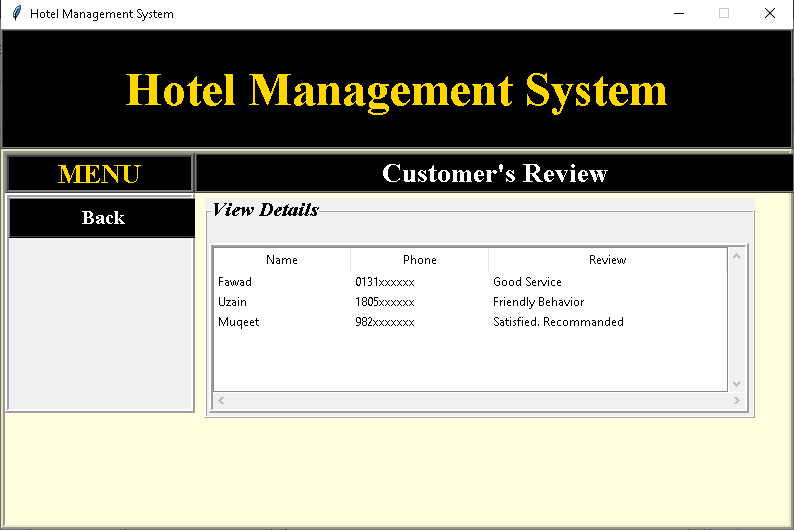 Hotel Management System
Hotel Management System
MENU
Customer's Review
Back
View Details
Name Phone Review
Fawad 0131xxxxxx Good Service
Uzain 1805xxxxxx Friendly Behavior
Muqeet 982xxxxxxx Satisfied. Recommanded